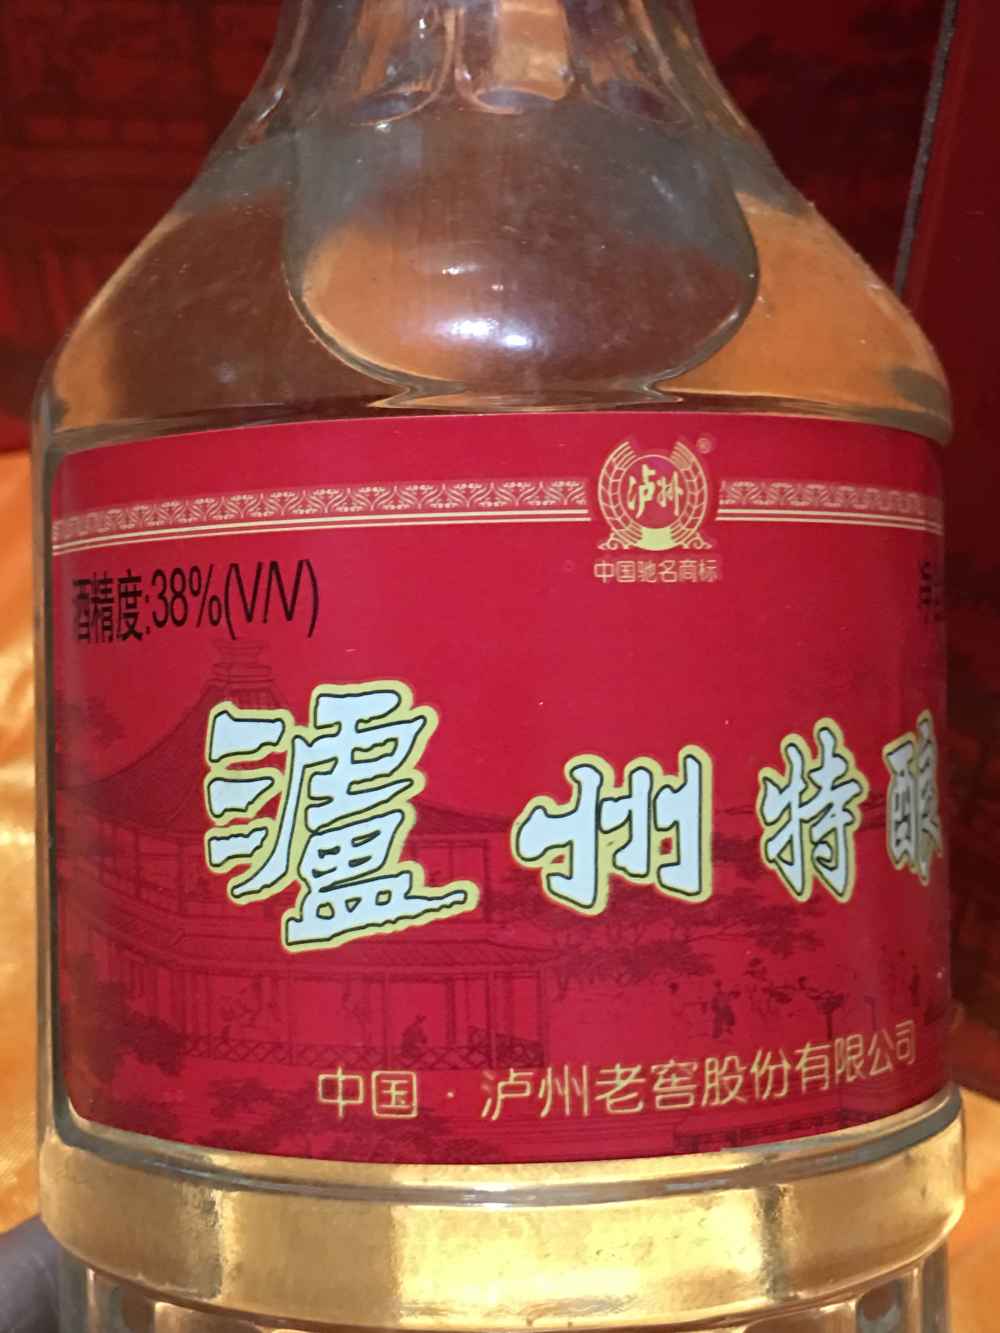 泸州
®
中国驰名商标
酒精度:38%(V/V)
瀘州特酿
中国·泸州老窖股份有限公司